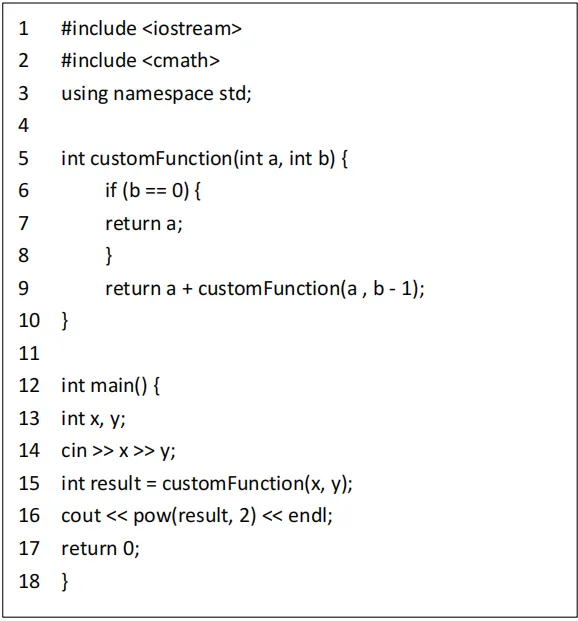 1 #include <iostream>
2 #include <cmath>
3 using namespace std;
4
5 int customFunction(int a, int b) {
6 if (b == 0) {
7 return a;
8 }
9 return a + customFunction(a , b - 1);
10 }
11
12 int main() {
13 int x, y;
14 cin >> x >> y;
15 int result = customFunction(x, y);
16 cout << pow(result, 2) << endl;
17 return 0;
18 }